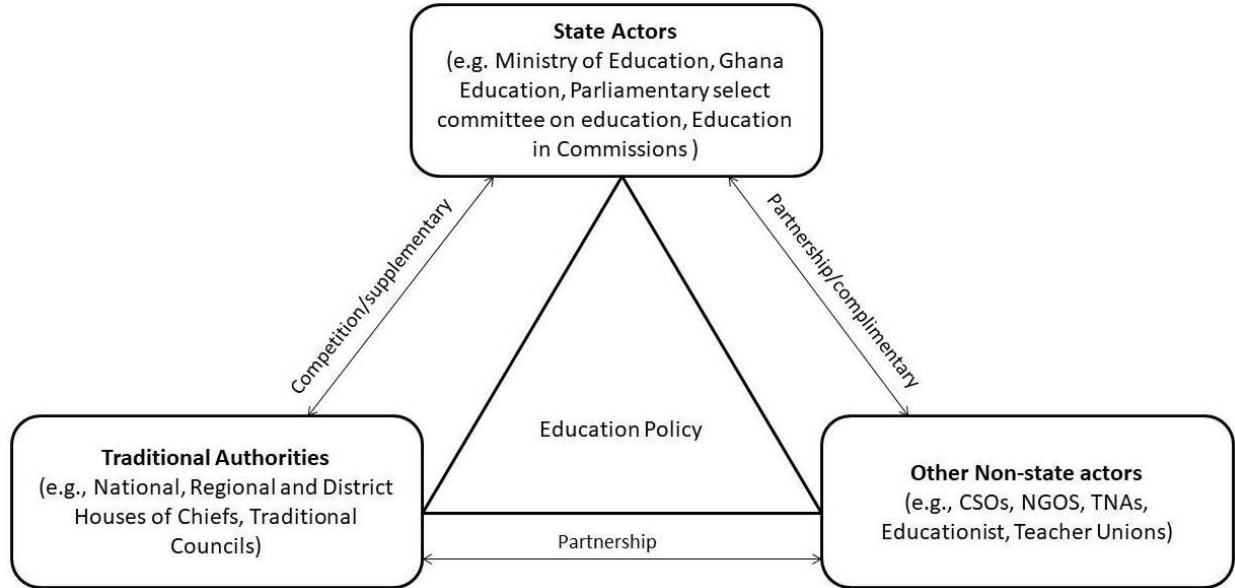 State Actors
(e.g. Ministry of Education, Ghana
Education, Parliamentary select
committee on education, Education
in Commissions )
Competition/supplementary
Partnership/complimentary
Education Policy
Traditional Authorities
(e.g., National, Regional and District
Houses of Chiefs, Traditional
Councils)
Other Non-state actors
(e.g., CSOs, NGOS, TNAs,
Educationist, Teacher Unions)
Partnership